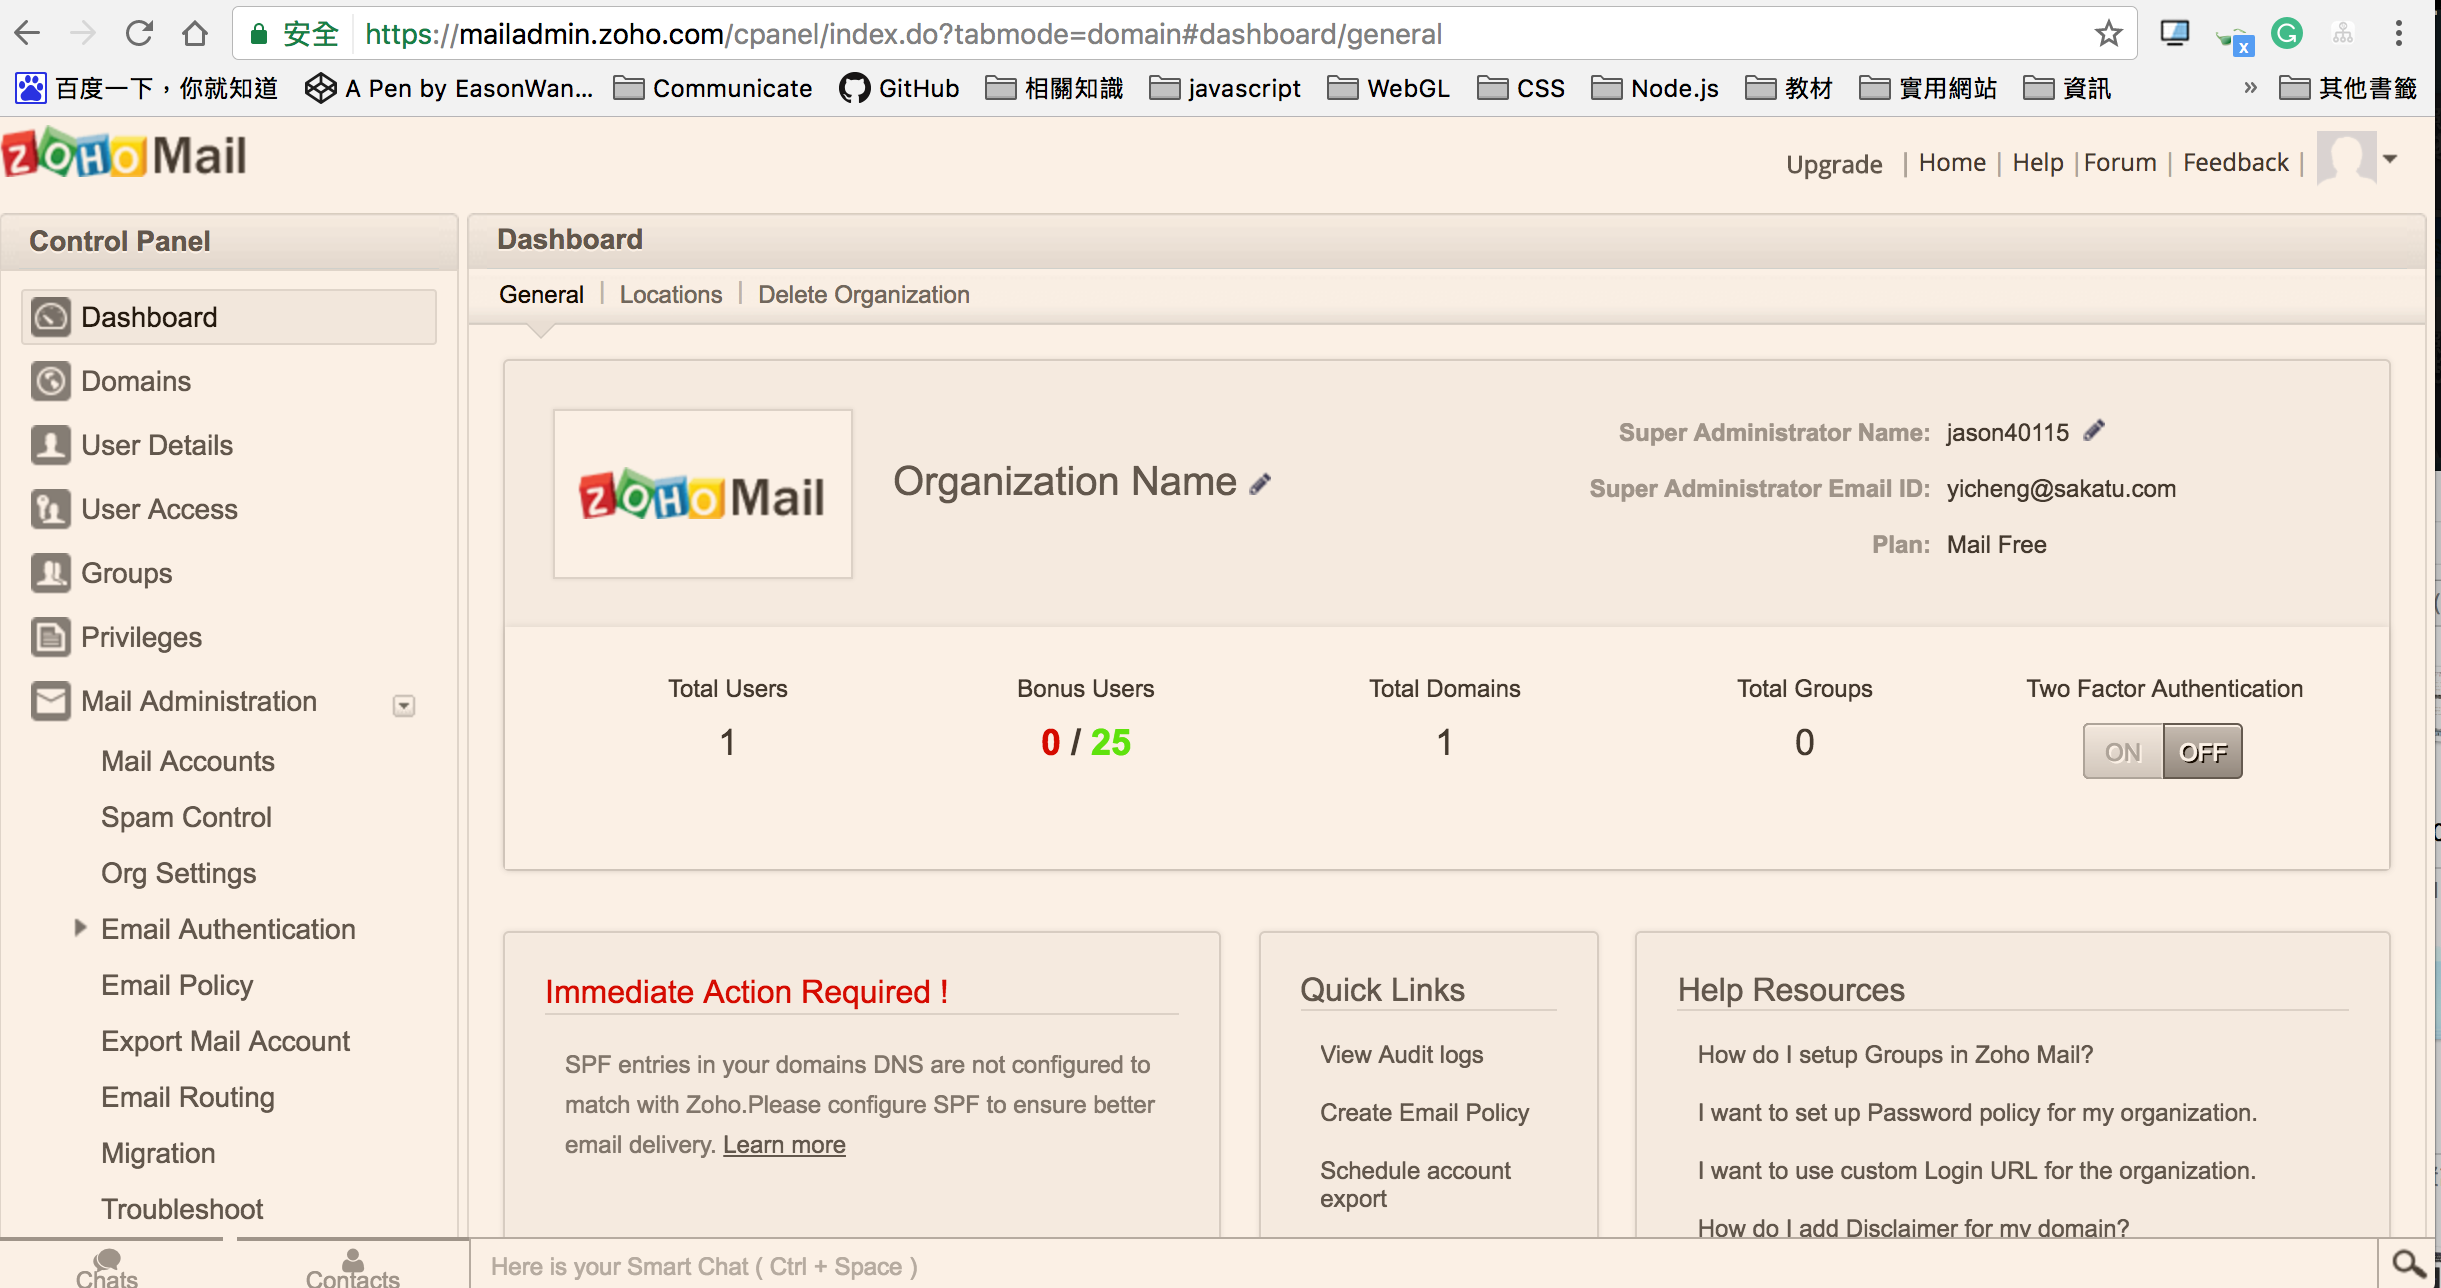 安全 https://mailadmin.zoho.com/cpanel/index.do?tabmode=domain#dashboard/general
百度一下，你就知道 A Pen by EasonWan... Communicate GitHub 相關知識 javascript WebGL CSS Node.js 教材 實用網站 資訊 » 其他書籤
ZOHO Mail
Upgrade | Home | Help | Forum | Feedback |
Control Panel
Dashboard
Domains
User Details
User Access
Groups
Privileges
Mail Administration
Mail Accounts
Spam Control
Org Settings
Email Authentication
Email Policy
Export Mail Account
Email Routing
Migration
Troubleshoot
Dashboard
General | Locations | Delete Organization
ZOHO Mail
Organization Name
Super Administrator Name: jason40115
Super Administrator Email ID: yicheng@sakatu.com
Plan: Mail Free
Total Users
1
Bonus Users
0 / 25
Total Domains
1
Total Groups
0
Two Factor Authentication
ON OFF
Immediate Action Required !
SPF entries in your domains DNS are not configured to
match with Zoho.Please configure SPF to ensure better
email delivery. Learn more
Quick Links
View Audit logs
Create Email Policy
Schedule account
export
Help Resources
How do I setup Groups in Zoho Mail?
I want to set up Password policy for my organization.
I want to use custom Login URL for the organization.
How do I add Disclaimer for my domain?
Chats
Contacts
Here is your Smart Chat ( Ctrl + Space )